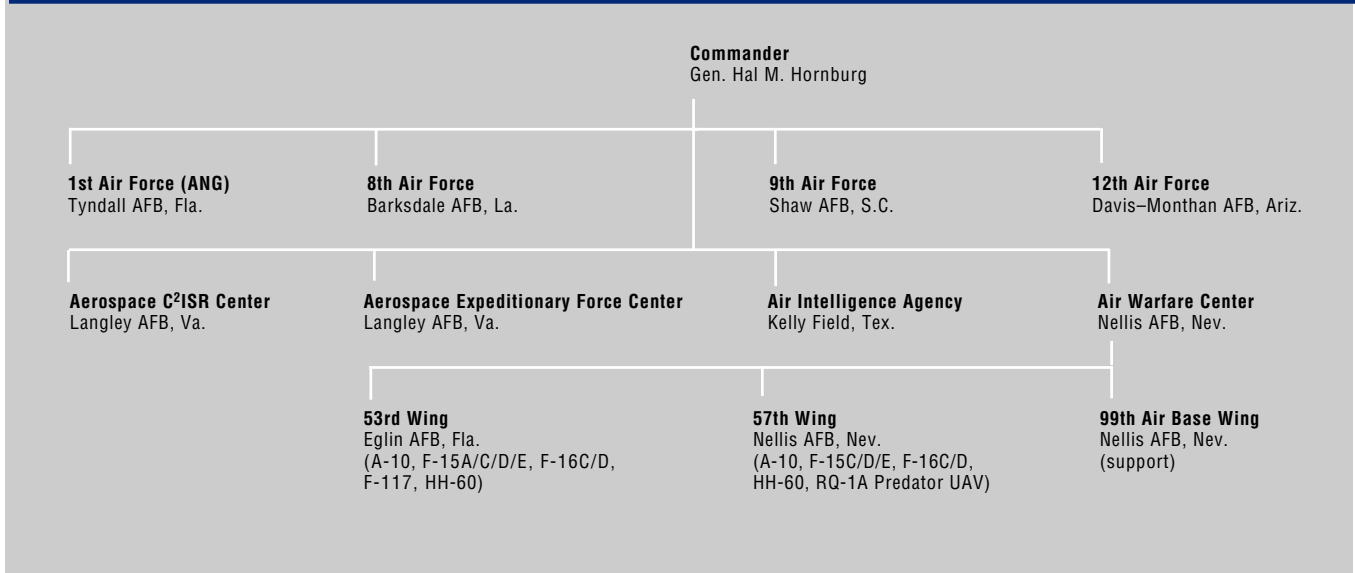 Commander
Gen. Hal M. Hornburg
1st Air Force (ANG)
Tyndall AFB, Fla.
8th Air Force
Barksdale AFB, La.
9th Air Force
Shaw AFB, S.C.
12th Air Force
Davis–Monthan AFB, Ariz.
Aerospace C²ISR Center
Langley AFB, Va.
Aerospace Expeditionary Force Center
Langley AFB, Va.
Air Intelligence Agency
Kelly Field, Tex.
Air Warfare Center
Nellis AFB, Nev.
53rd Wing
Eglin AFB, Fla.
(A-10, F-15A/C/D/E, F-16C/D,
F-117, HH-60)
57th Wing
Nellis AFB, Nev.
(A-10, F-15C/D/E, F-16C/D,
HH-60, RQ-1A Predator UAV)
99th Air Base Wing
Nellis AFB, Nev.
(support)